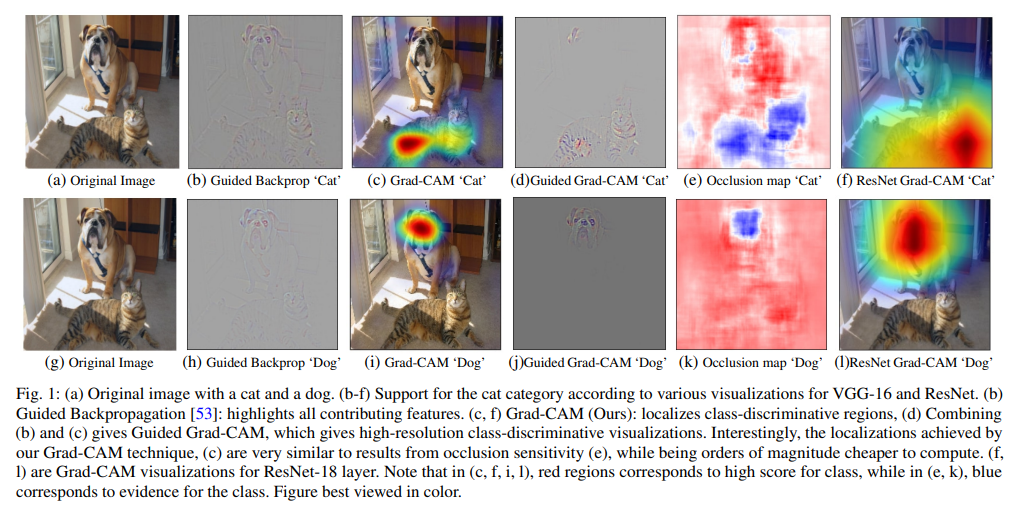 (a) Original Image (b) Guided Backprop ‘Cat’ (c) Grad-CAM ‘Cat’ (d)Guided Grad-CAM ‘Cat’ (e) Occlusion map ‘Cat’ (f) ResNet Grad-CAM ‘Cat’
(g) Original Image (h) Guided Backprop ‘Dog’ (i) Grad-CAM ‘Dog’ (j)Guided Grad-CAM ‘Dog’ (k) Occlusion map ‘Dog’ (l)ResNet Grad-CAM ‘Dog’
Fig. 1: (a) Original image with a cat and a dog. (b-f) Support for the cat category according to various visualizations for VGG-16 and ResNet. (b)
Guided Backpropagation [53]: highlights all contributing features. (c, f) Grad-CAM (Ours): localizes class-discriminative regions, (d) Combining
(b) and (c) gives Guided Grad-CAM, which gives high-resolution class-discriminative visualizations. Interestingly, the localizations achieved by
our Grad-CAM technique, (c) are very similar to results from occlusion sensitivity (e), while being orders of magnitude cheaper to compute. (f,
l) are Grad-CAM visualizations for ResNet-18 layer. Note that in (c, f, i, l), red regions corresponds to high score for class, while in (e, k), blue
corresponds to evidence for the class. Figure best viewed in color.